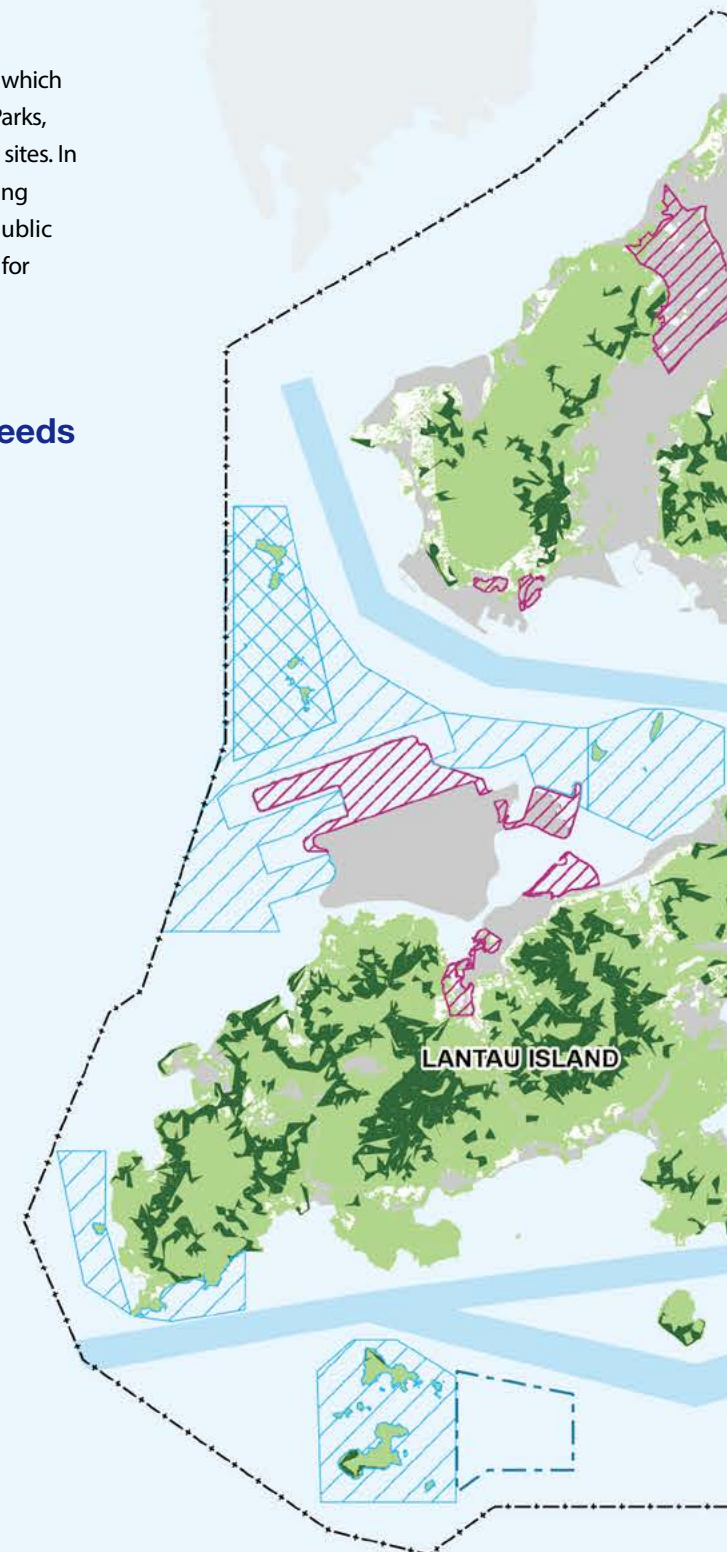 which
Parks,
sites. In
ng
ublic
for
eeds
LANTAU ISLAND